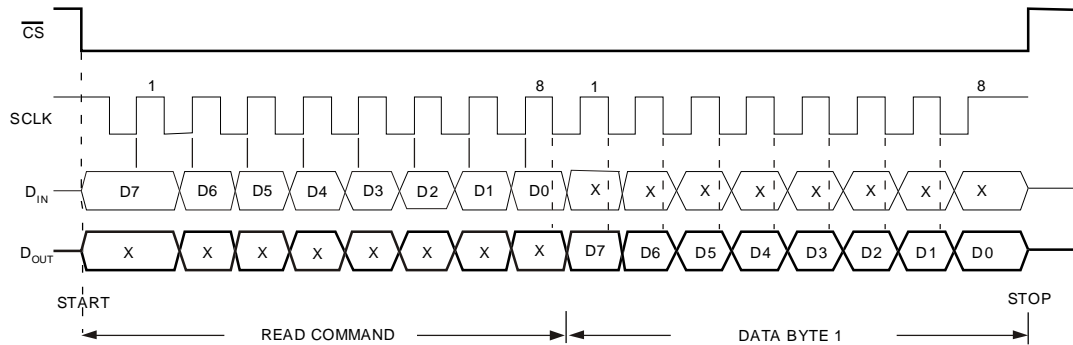 CS
1 8 1 8
SCLK
DIN D7 D6 D5 D4 D3 D2 D1 D0 X X X X X X X X
DOUT X X X X X X X X D7 D6 D5 D4 D3 D2 D1 D0
START STOP
READ COMMAND DATA BYTE 1